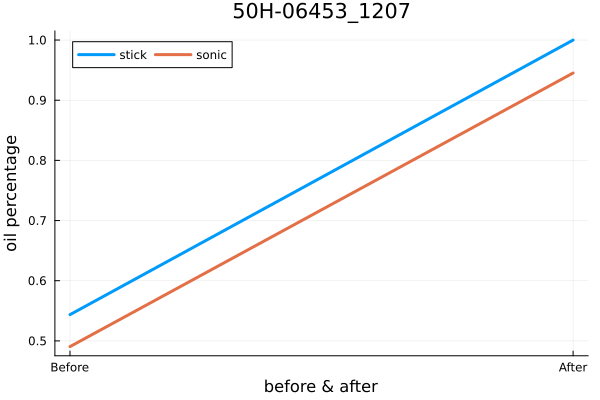 50H-06453_1207
stick sonic
1.0
0.9
0.8
0.7
0.6
0.5
oil percentage
Before After
before & after